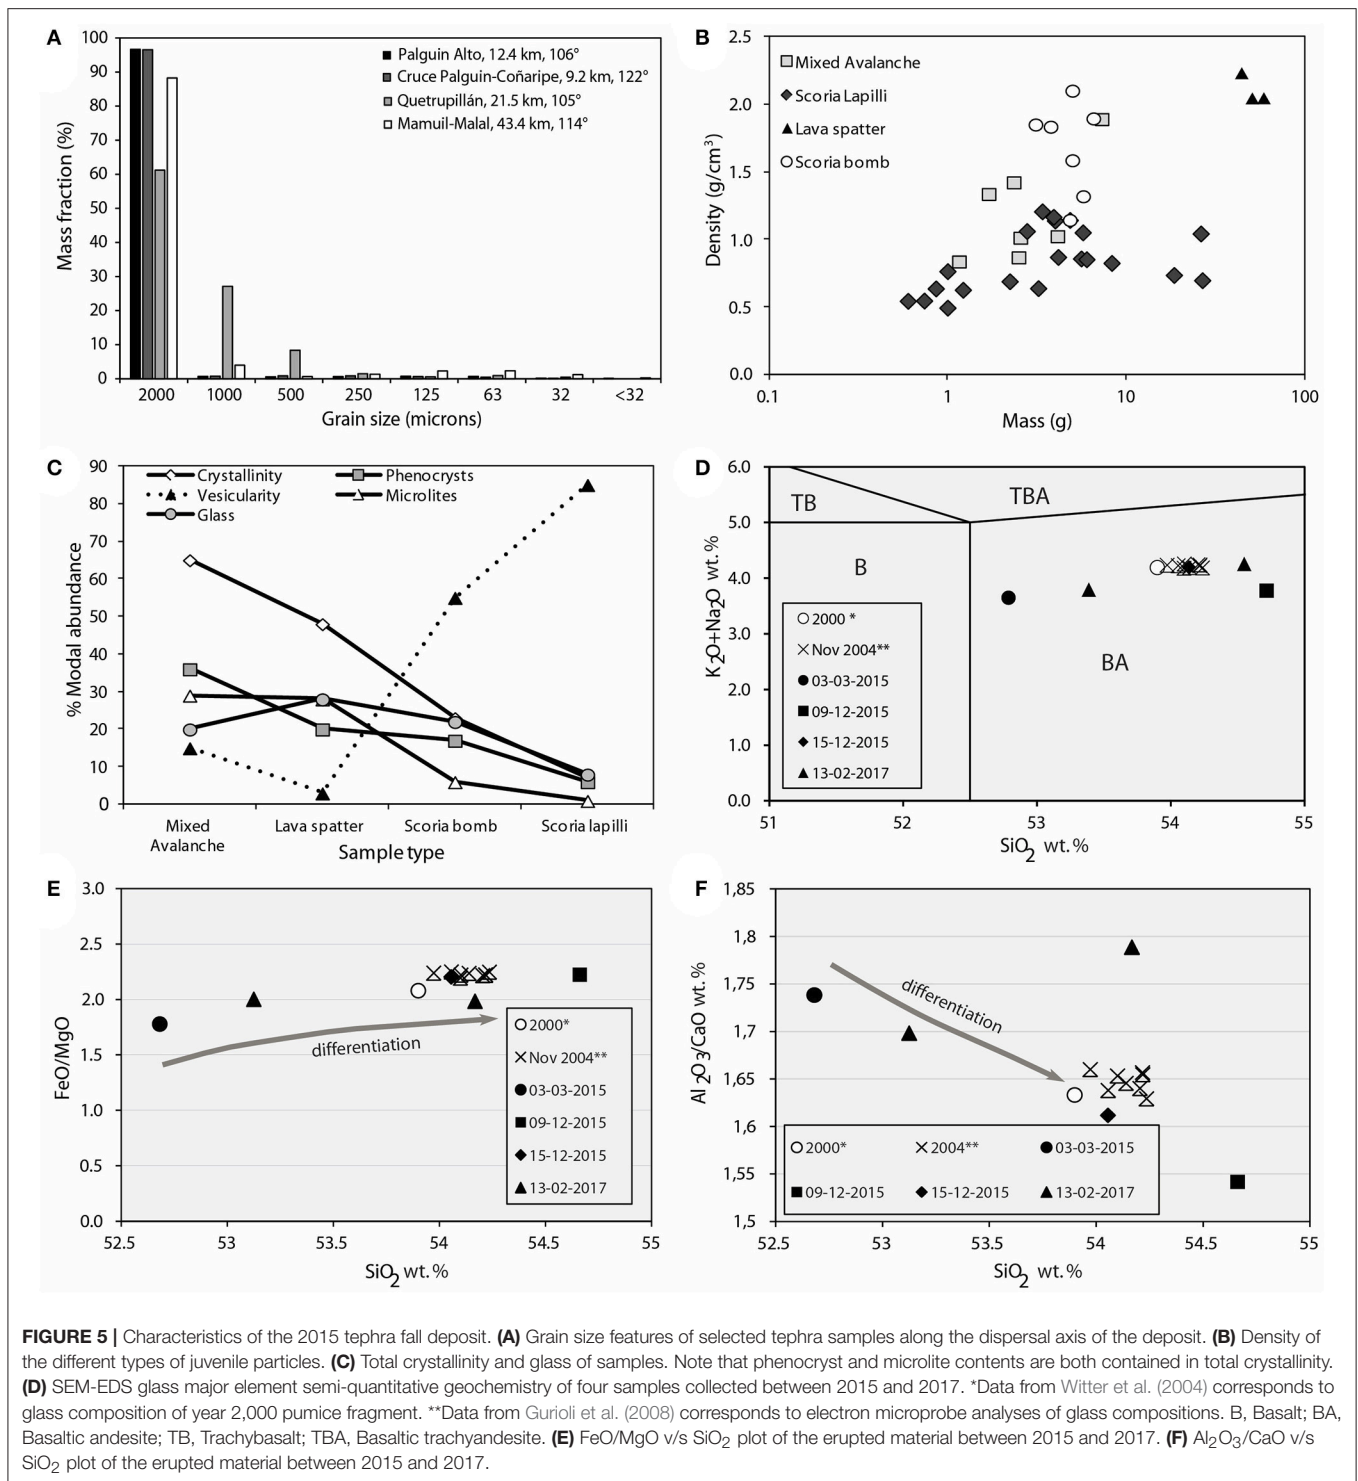 A
100
90
80
70
60
50
40
30
20
10
0
Mass fraction (%)
Palguin Alto, 12.4 km, 106°
Cruce Palguin-Coñaripe, 9.2 km, 122°
Quetrupillán, 21.5 km, 105°
Mamuil-Malal, 43.4 km, 114°
2000 1000 500 250 125 63 32 <32
Grain size (microns)
B
2.5
2.0
1.5
1.0
0.5
0.0
Density (g/cm³)
Mixed Avalanche
Scoria Lapilli
Lava spatter
Scoria bomb
0.1 1 10 100
Mass (g)
C
90
80
70
60
50
40
30
20
10
0
% Modal abundance
Crystallinity Phenocrysts
Vesicularity Microlites
Glass
Mixed Lava spatter Scoria bomb Scoria lapilli
Avalanche
Sample type
D
6.0
5.0
4.0
3.0
2.0
1.0
0.0
K₂O+Na₂O wt. %
TB
TBA
B
BA
2000 *
Nov 2004**
03-03-2015
09-12-2015
15-12-2015
13-02-2017
51 52 53 54 55
SiO₂ wt. %
E
3.0
2.5
2.0
1.5
1.0
0.5
0.0
FeO/MgO
differentiation
2000*
Nov 2004**
03-03-2015
09-12-2015
15-12-2015
13-02-2017
52.5 53 53.5 54 54.5 55
SiO₂ wt. %
F
1,85
1,8
1,75
1,7
1,65
1,6
1,55
1,5
Al₂O₃/CaO wt. %
differentiation
2000* 2004** 03-03-2015
09-12-2015 15-12-2015 13-02-2017
52.5 53 53.5 54 54.5 55
SiO₂ wt. %
FIGURE 5 | Characteristics of the 2015 tephra fall deposit. (A) Grain size features of selected tephra samples along the dispersal axis of the deposit. (B) Density of
the different types of juvenile particles. (C) Total crystallinity and glass of samples. Note that phenocryst and microlite contents are both contained in total crystallinity.
(D) SEM-EDS glass major element semi-quantitative geochemistry of four samples collected between 2015 and 2017. *Data from Witter et al. (2004) corresponds to
glass composition of year 2,000 pumice fragment. **Data from Gurioli et al. (2008) corresponds to electron microprobe analyses of glass compositions. B, Basalt; BA,
Basaltic andesite; TB, Trachybasalt; TBA, Basaltic trachyandesite. (E) FeO/MgO v/s SiO₂ plot of the erupted material between 2015 and 2017. (F) Al₂O₃/CaO v/s
SiO₂ plot of the erupted material between 2015 and 2017.